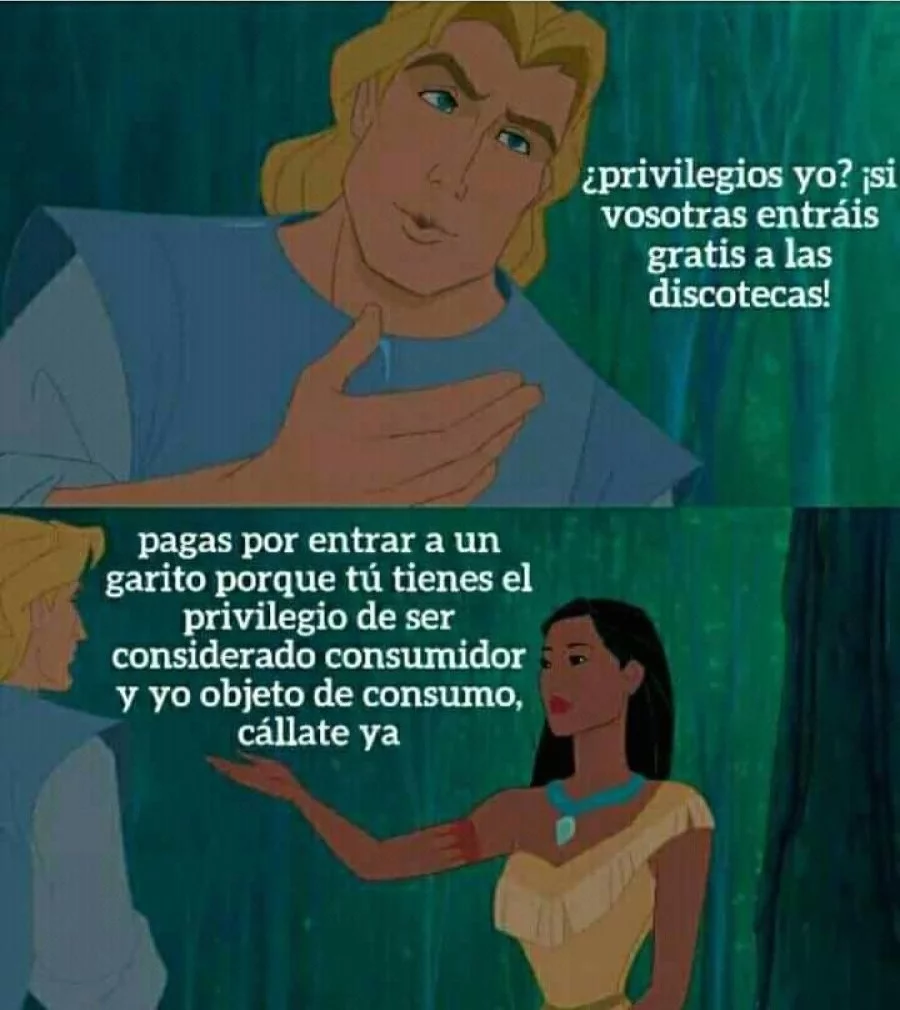 ¿privilegios yo? ¡si
vosotras entráis
gratis a las
discotecas!
pagas por entrar a un
garito porque tú tienes el
privilegio de ser
considerado consumidor
y yo objeto de consumo,
cállate ya